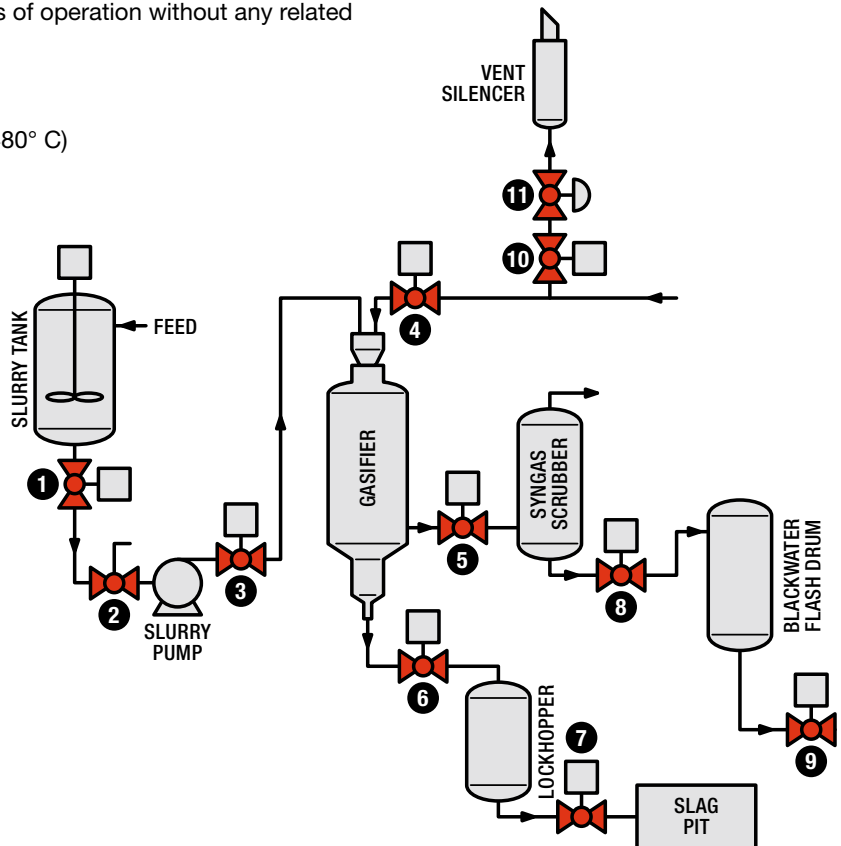 s of operation without any related
80° C)
VENT
SILENCER
11
10
4
SLURRY TANK
FEED
1
2
SLURRY
PUMP
3
GASIFIER
5
SYNGAS
SCRUBBER
8
BLACKWATER
FLASH DRUM
9
6
LOCKHOPPER
7
SLAG
PIT